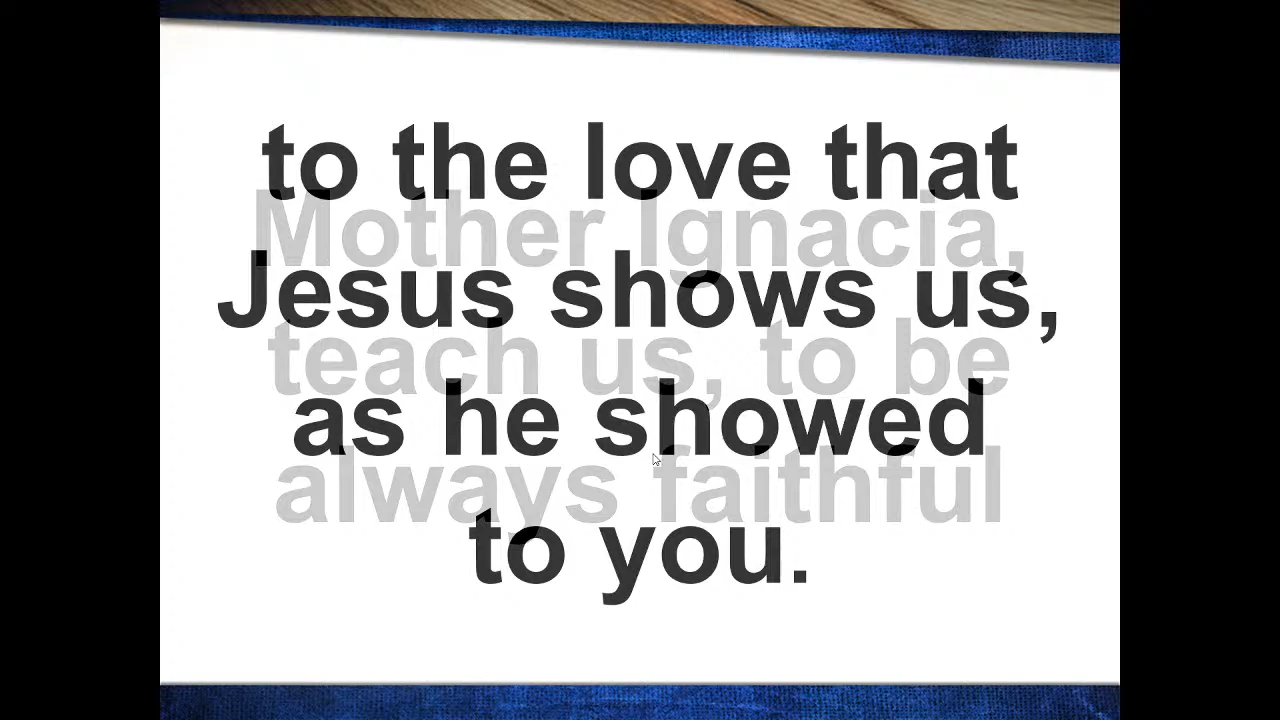 Mother Ignacia,
teach us, to be
always faithful
to the love that
Jesus shows us,
as he showed
to you.